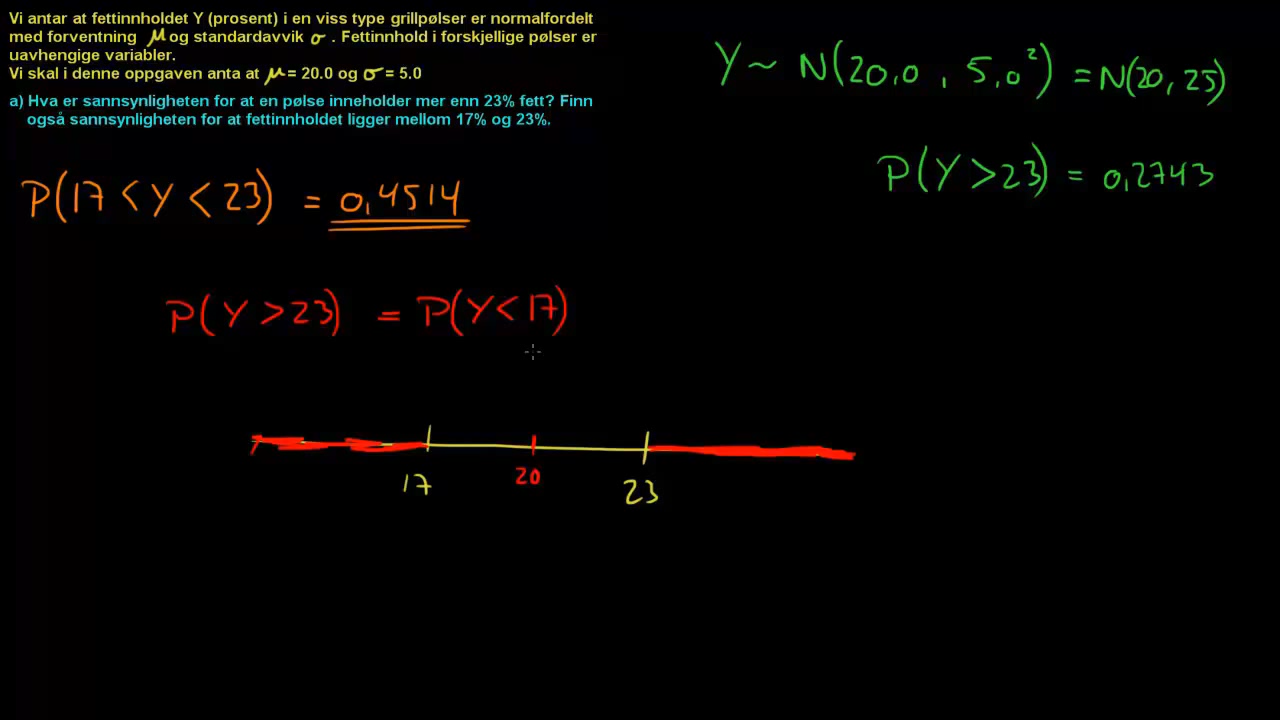 Vi antar at fettinnholdet Y (prosent) i en viss type grillpølser er normalfordelt
med forventning μ og standardavvik σ . Fettinnhold i forskjellige pølser er
uavhengige variabler.
Vi skal i denne oppgaven anta at μ = 20.0 og σ = 5.0
a) Hva er sannsynligheten for at en pølse inneholder mer enn 23% fett? Finn
også sannsynligheten for at fettinnholdet ligger mellom 17% og 23%.
Y ~ N(20,0 , 5,0²) = N(20, 25)
P(Y > 23) = 0,2743
P(17 < Y < 23) = 0,4514
P(Y > 23) = P(Y < 17)
17 20 23